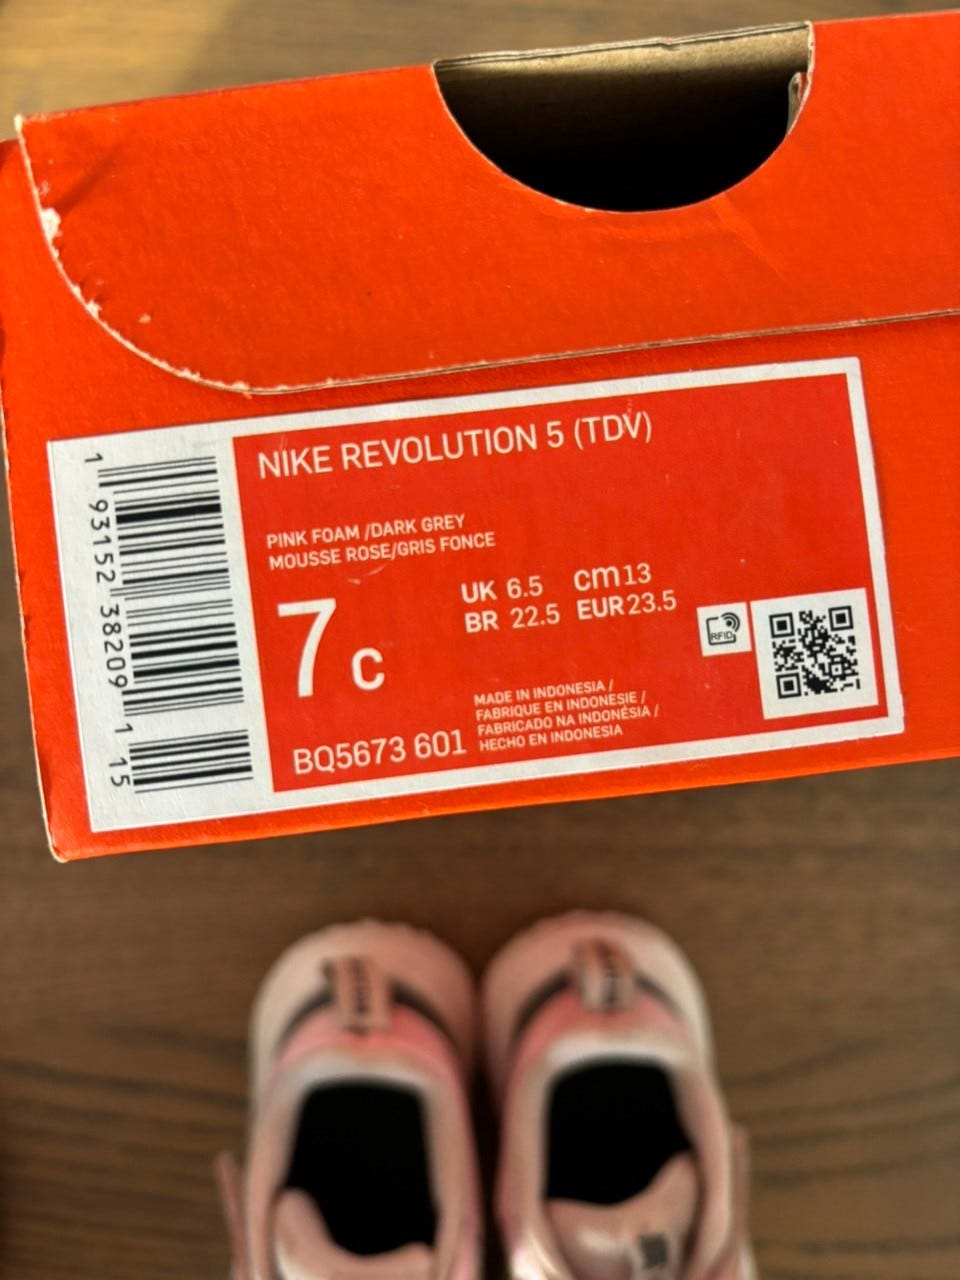 NIKE REVOLUTION 5 (TDV)
PINK FOAM /DARK GREY
MOUSSE ROSE/GRIS FONCE
7 c
UK 6.5 cm 13
BR 22.5 EUR 23.5
RFID
BQ5673 601
MADE IN INDONESIA /
FABRIQUE EN INDONESIE /
FABRICADO NA INDONÉSIA /
HECHO EN INDONESIA
1 93152 38209 1 15